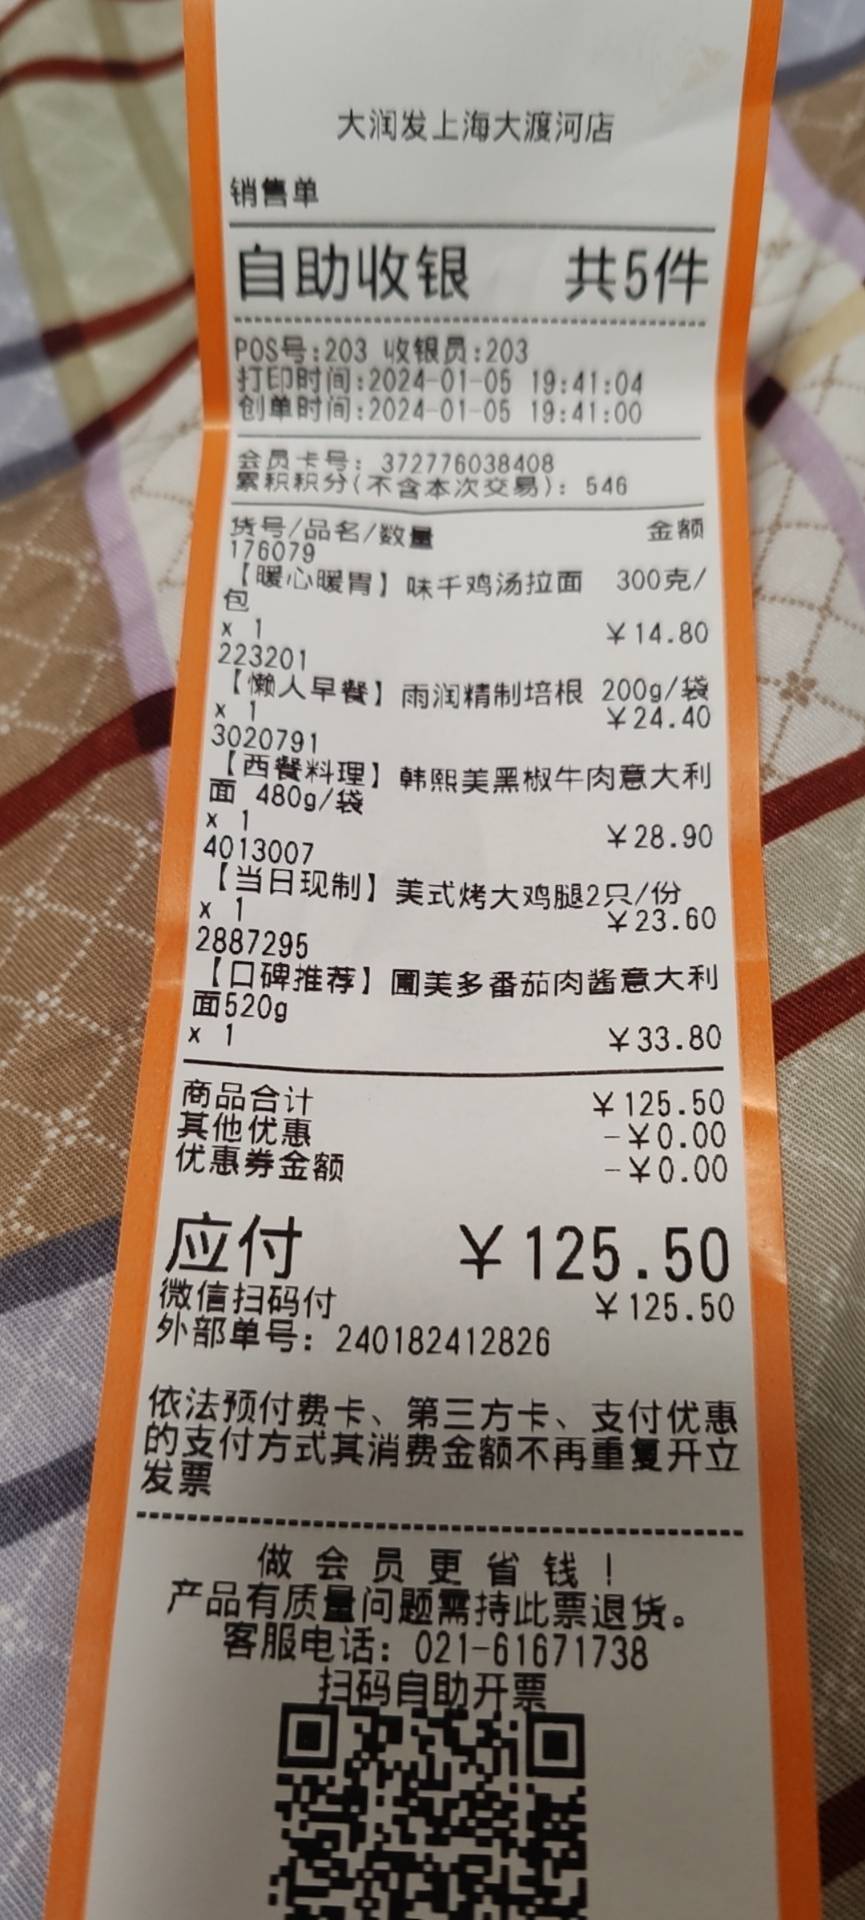 大润发上海大渡河店
销售单
自助收银 共5件
POS号:203 收银员:203
打印时间:2024-01-05 19:41:04
创单时间:2024-01-05 19:41:00
会员卡号: 372776038408
累积积分(不含本次交易): 546
货号/品名/数量 金额
176079
【暖心暖胃】味千鸡汤拉面 300克/
包
x 1 ￥14.80
223201
【懒人早餐】雨润精制培根 200g/袋
x 1 ￥24.40
3020791
【西餐料理】韩熙美黑椒牛肉意大利
面 480g/袋
x 1 ￥28.90
4013007
【当日现制】美式烤大鸡腿2只/份
x 1 ￥23.60
2887295
【口碑推荐】圃美多番茄肉酱意大利
面520g
x 1 ￥33.80
商品合计 ￥125.50
其他优惠 -￥0.00
优惠券金额 -￥0.00
应付 ￥125.50
微信扫码付 ￥125.50
外部单号: 240182412826
依法预付费卡、第三方卡、支付优惠
的支付方式其消费金额不再重复开立
发票
做会员更省钱!
产品有质量问题需持此票退货。
客服电话: 021-61671738
扫码自助开票